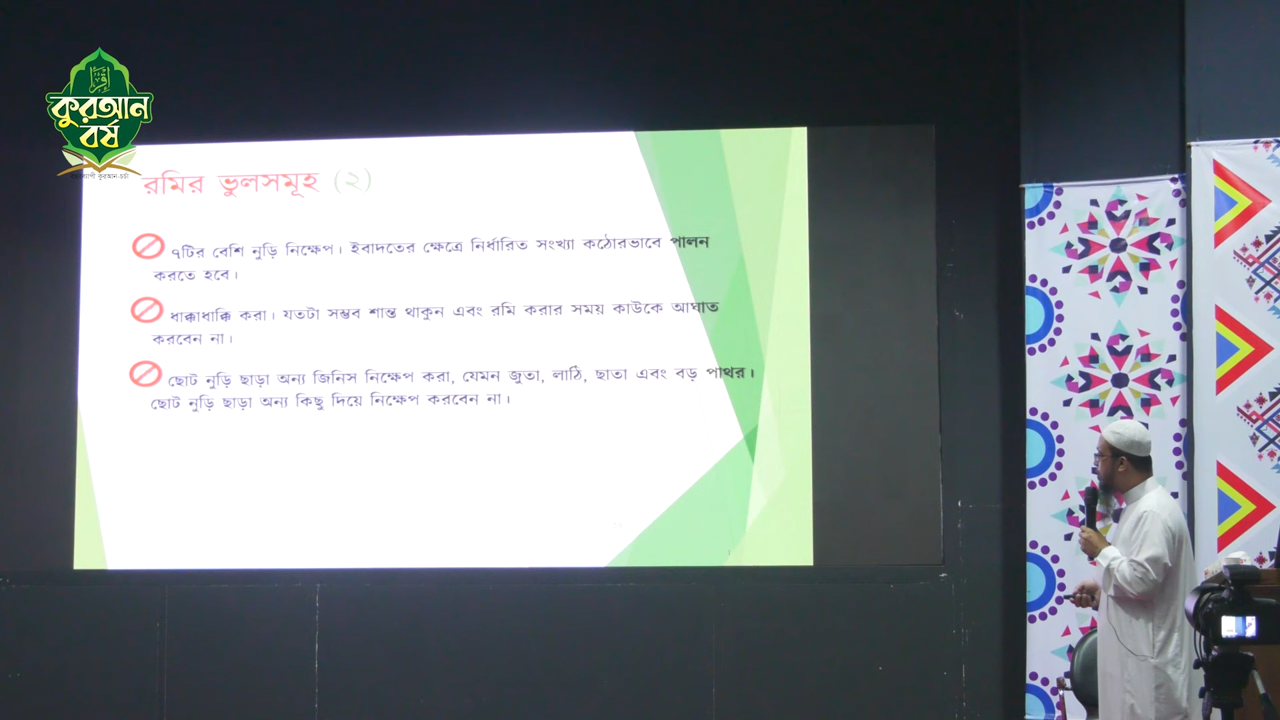 কুরআন
বর্ষ
রমির ভুলসমূহ (২)
৭টির বেশি নুড়ি নিক্ষেপ। ইবাদতের ক্ষেত্রে নির্ধারিত সংখ্যা কঠোরভাবে পালন
করতে হবে।
ধাক্কাধাক্কি করা। যতটা সম্ভব শান্ত থাকুন এবং রমি করার সময় কাউকে আঘাত
করবেন না।
ছোট নুড়ি ছাড়া অন্য জিনিস নিক্ষেপ করা, যেমন জুতা, লাঠি, ছাতা এবং বড় পাথর।
ছোট নুড়ি ছাড়া অন্য কিছু দিয়ে নিক্ষেপ করবেন না।